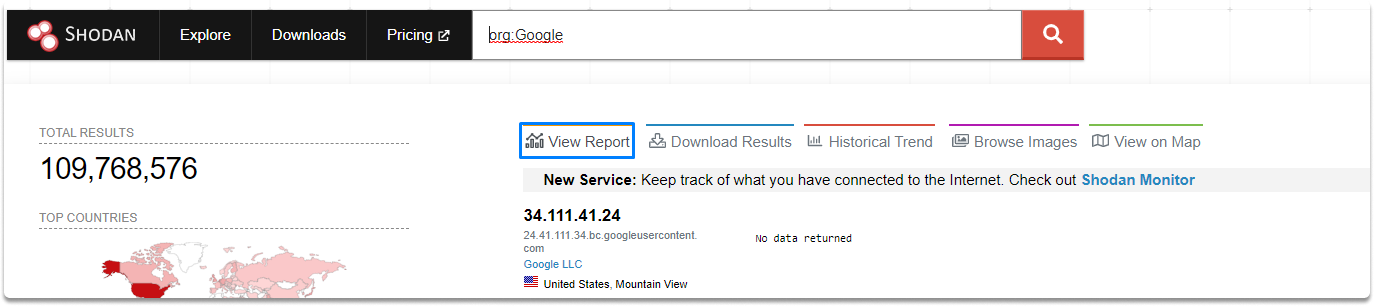 SHODAN Explore Downloads Pricing org:Google
TOTAL RESULTS
109,768,576
TOP COUNTRIES
View Report Download Results Historical Trend Browse Images View on Map
New Service: Keep track of what you have connected to the Internet. Check out Shodan Monitor
34.111.41.24
24.41.111.34.bc.googleusercontent.
com
No data returned
Google LLC
United States, Mountain View